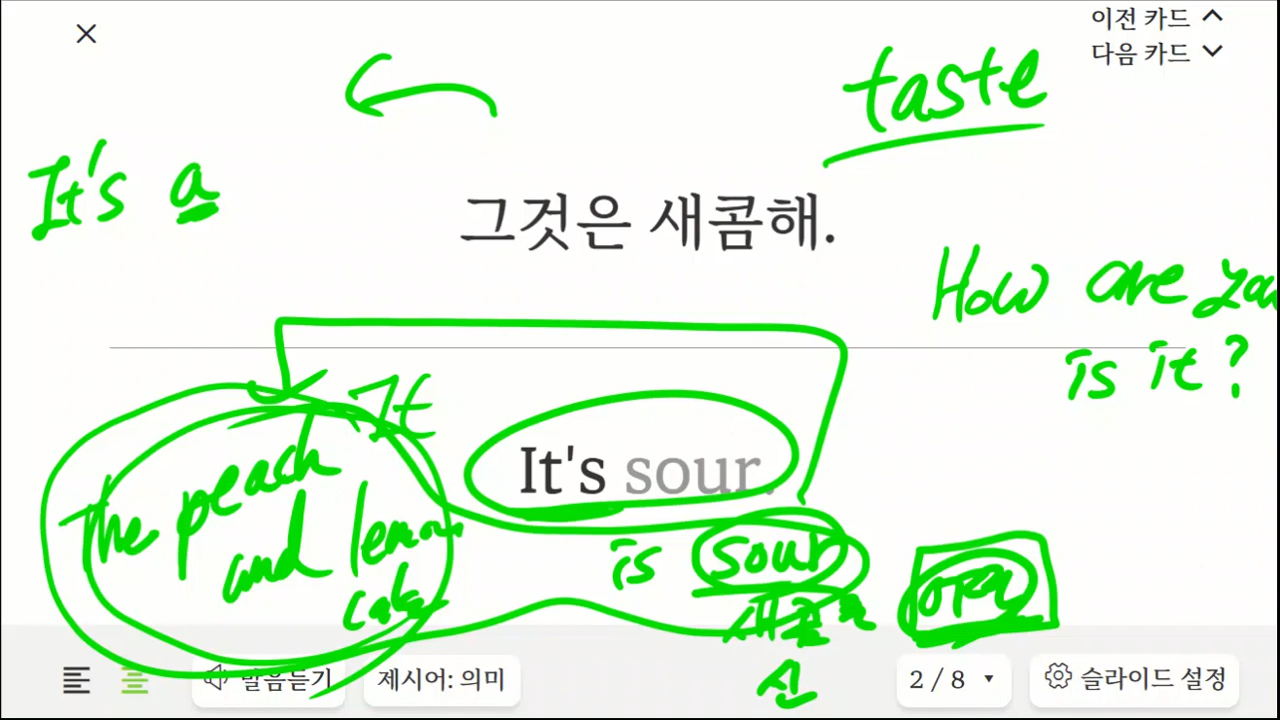 이전 카드
다음 카드
taste
It's a
그것은 새콤해.
How are you
is it?
It
It's sour.
The peach
and lemon
cake
is sour
새콤
신
말음듣기
제시어: 의미
2 / 8
슬라이드 설정